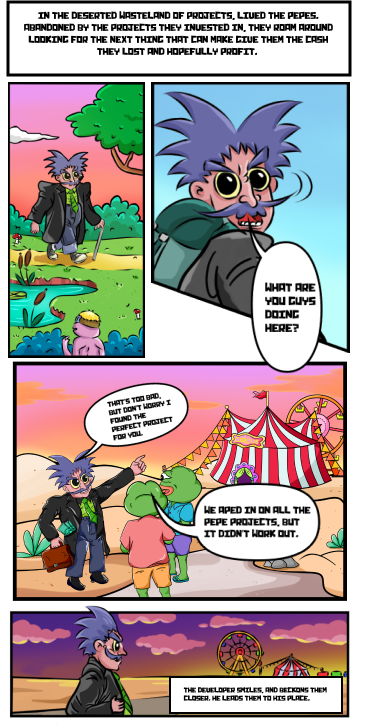 IN THE DESERTED WASTELAND OF PROJECTS, LIVED THE PEPES.
ABANDONED BY THE PROJECTS THEY INVESTED IN, THEY ROAM AROUND
LOOKING FOR THE NEXT THING THAT CAN MAKE GIVE THEM THE CASH
THEY LOST AND HOPEFULLY PROFIT.
WHAT ARE
YOU GUYS
DOING
HERE?
THAT'S TOO BAD,
BUT DON'T WORRY I
FOUND THE
PERFECT PROJECT
FOR YOU.
WE APED IN ON ALL THE
PEPE PROJECTS, BUT
IT DIDN'T WORK OUT.
THE DEVELOPER SMILES, AND BECKONS THEM
CLOSER. HE LEADS THEM TO HIS PLACE.